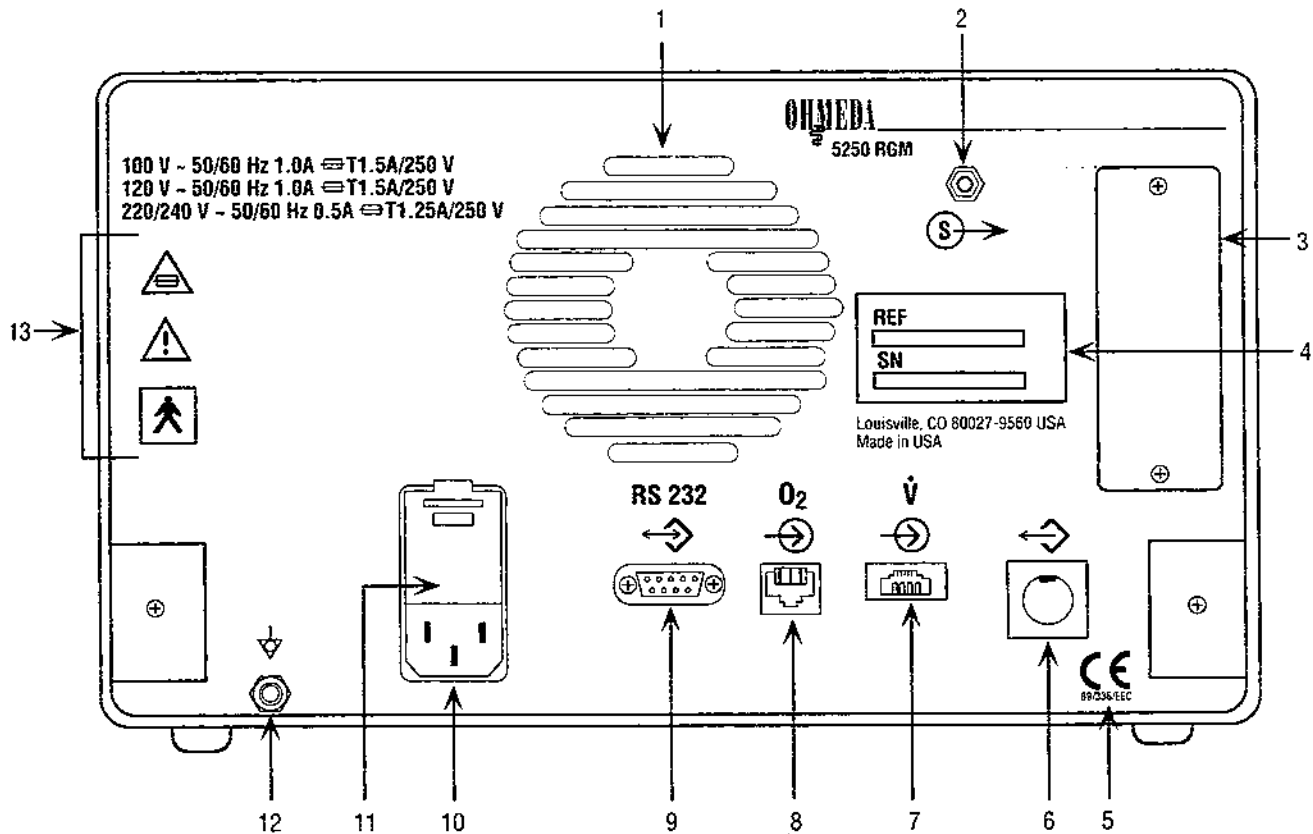 1 2
OHMEDA
5250 RGM
100 V ~ 50/60 Hz 1.0A T1.5A/250 V
120 V ~ 50/60 Hz 1.0A T1.5A/250 V
220/240 V ~ 50/60 Hz 0.5A T1.25A/250 V
S
3
13
REF
4
SN
Louisville, CO 80027-9560 USA
Made in USA
RS 232 O₂ V̇
CE
89/336/EEC
12 11 10 9 8 7 6 5